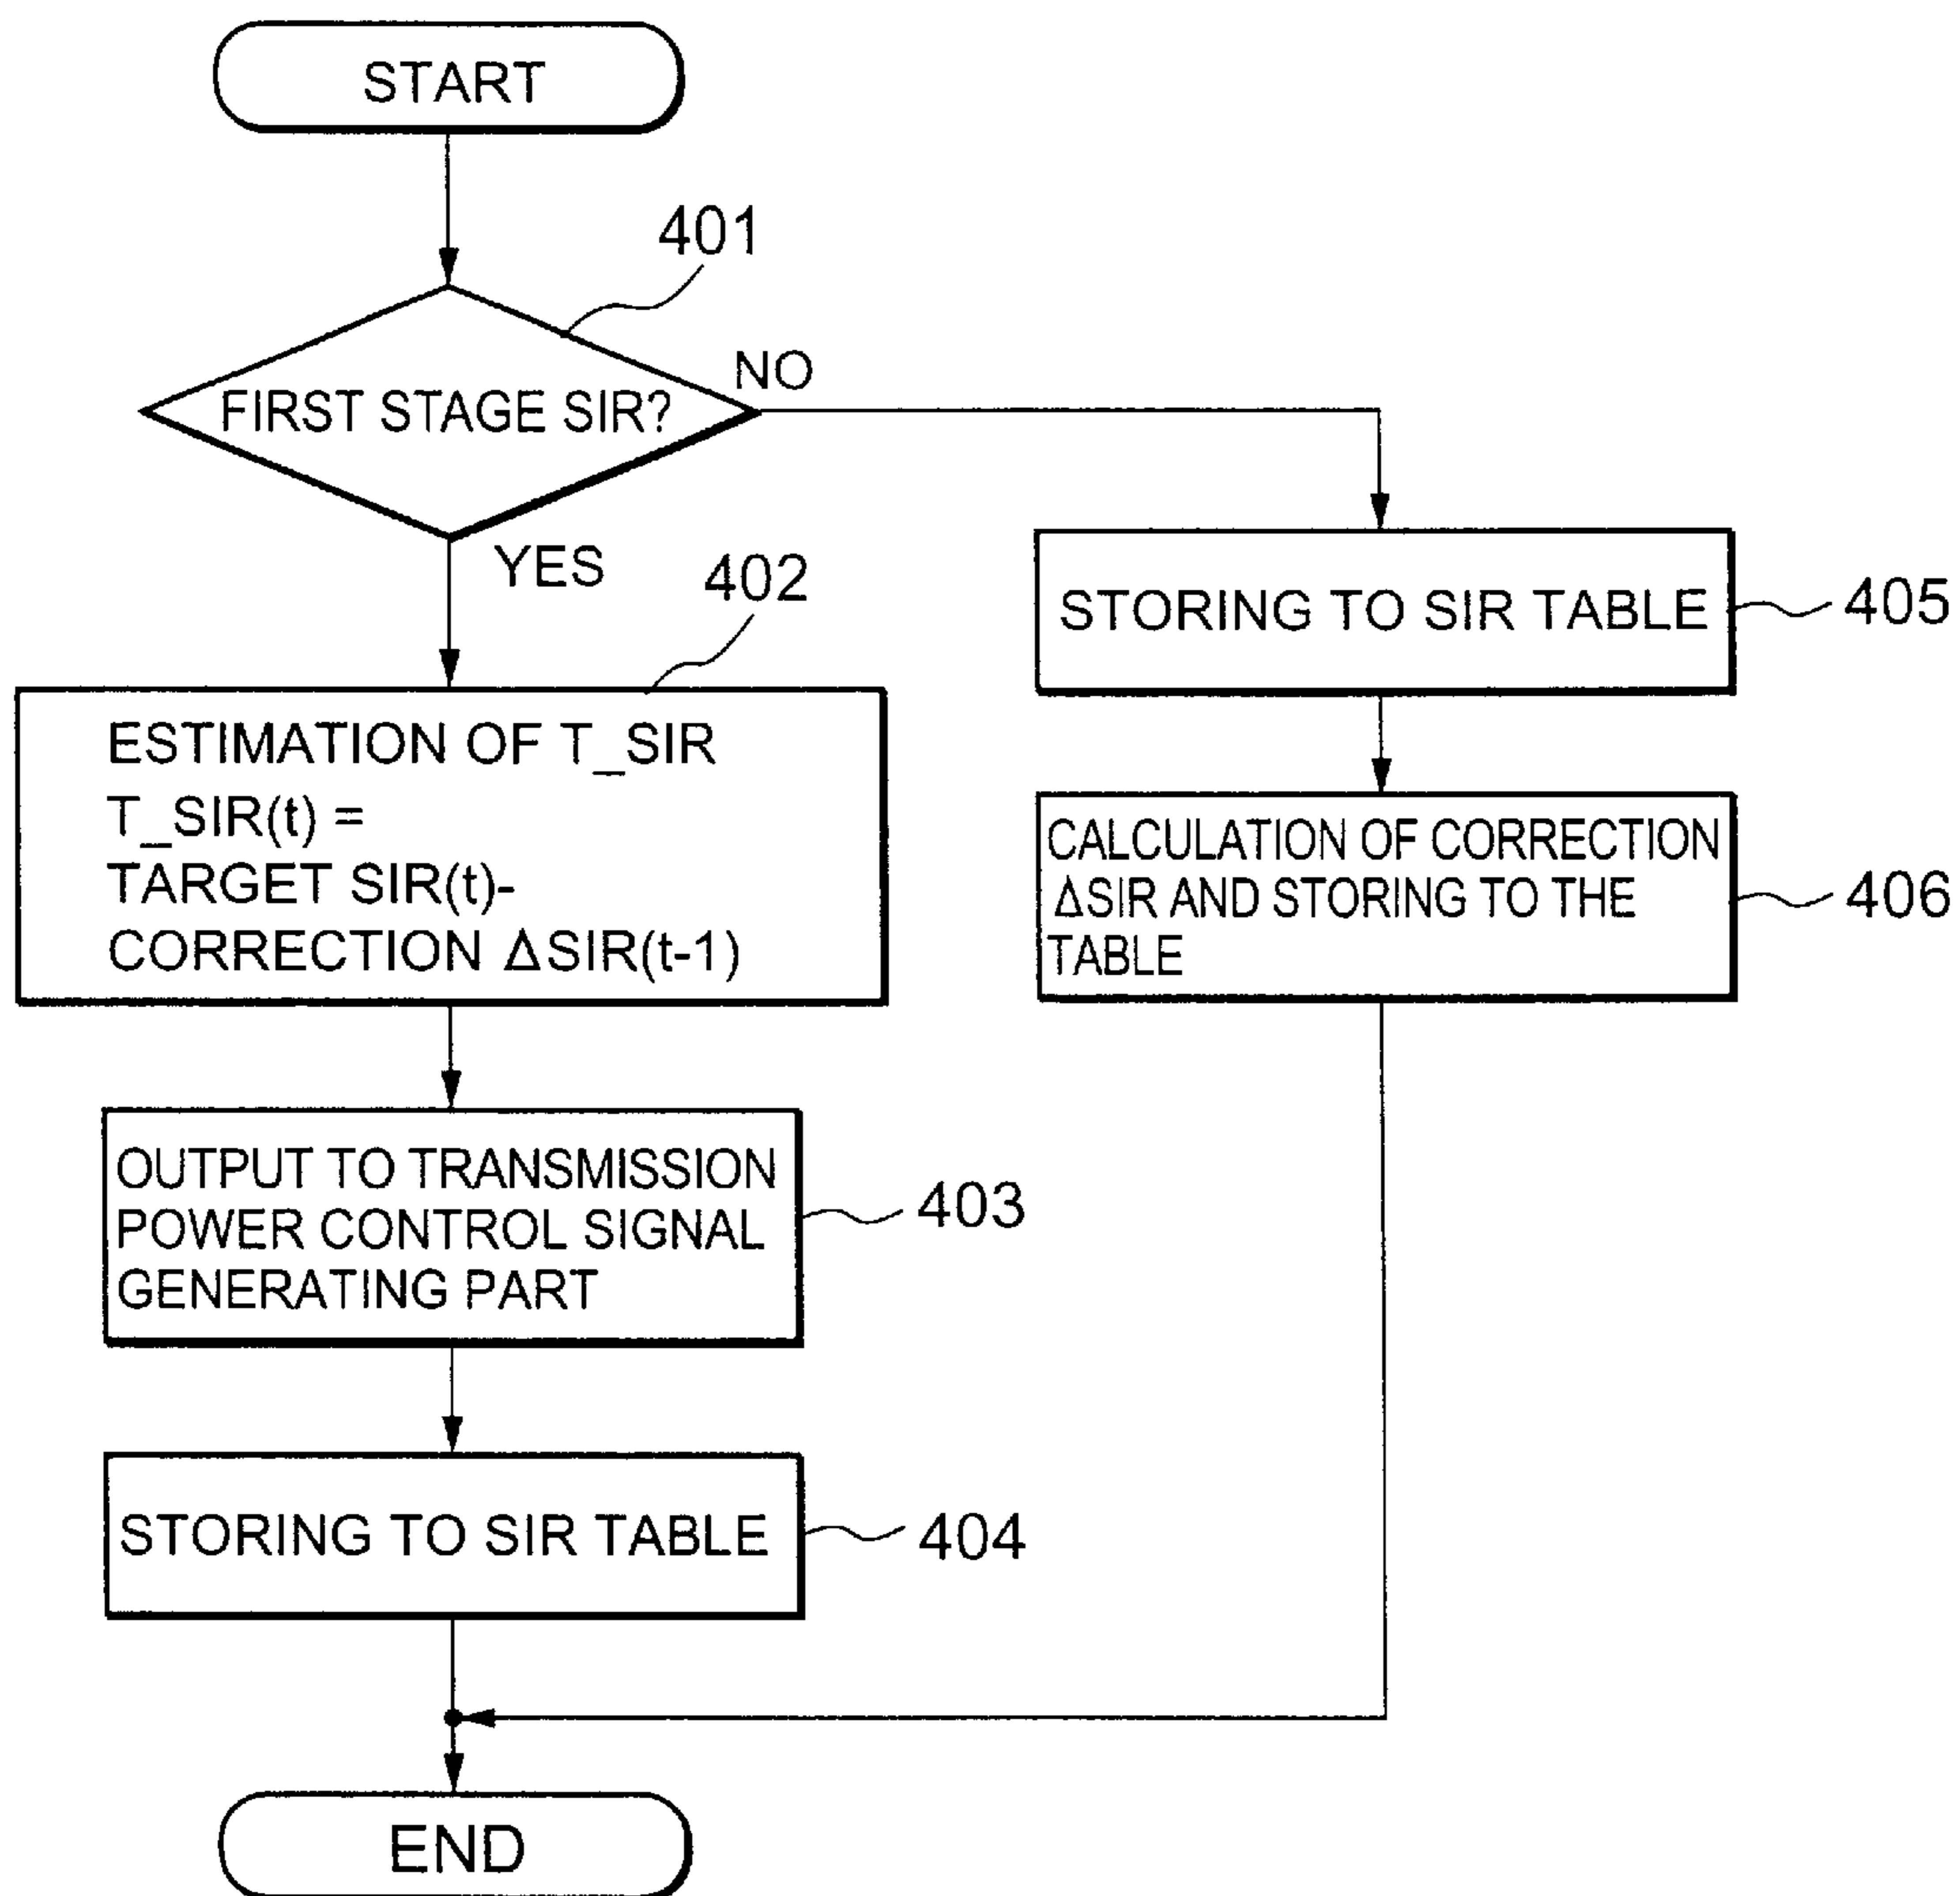 START
401
FIRST STAGE SIR?
NO
YES
402
ESTIMATION OF T_SIR
T_SIR(t) =
TARGET SIR(t)-
CORRECTION ΔSIR(t-1)
OUTPUT TO TRANSMISSION
POWER CONTROL SIGNAL
GENERATING PART
403
STORING TO SIR TABLE
404
STORING TO SIR TABLE
405
CALCULATION OF CORRECTION
ΔSIR AND STORING TO THE
TABLE
406
END